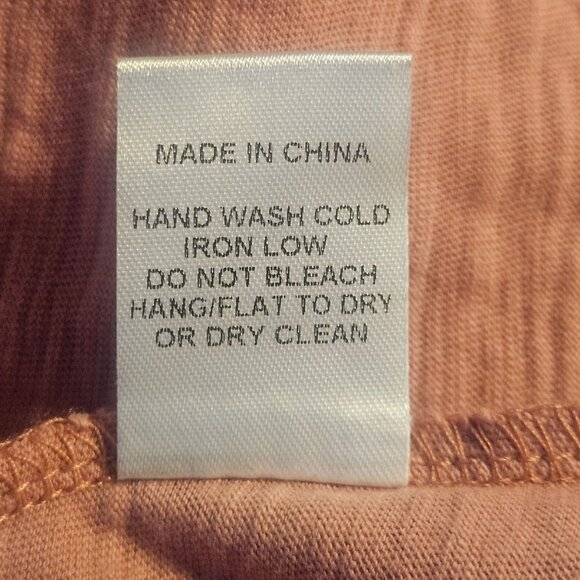 MADE IN CHINA
HAND WASH COLD
IRON LOW
DO NOT BLEACH
HANG/FLAT TO DRY
OR DRY CLEAN